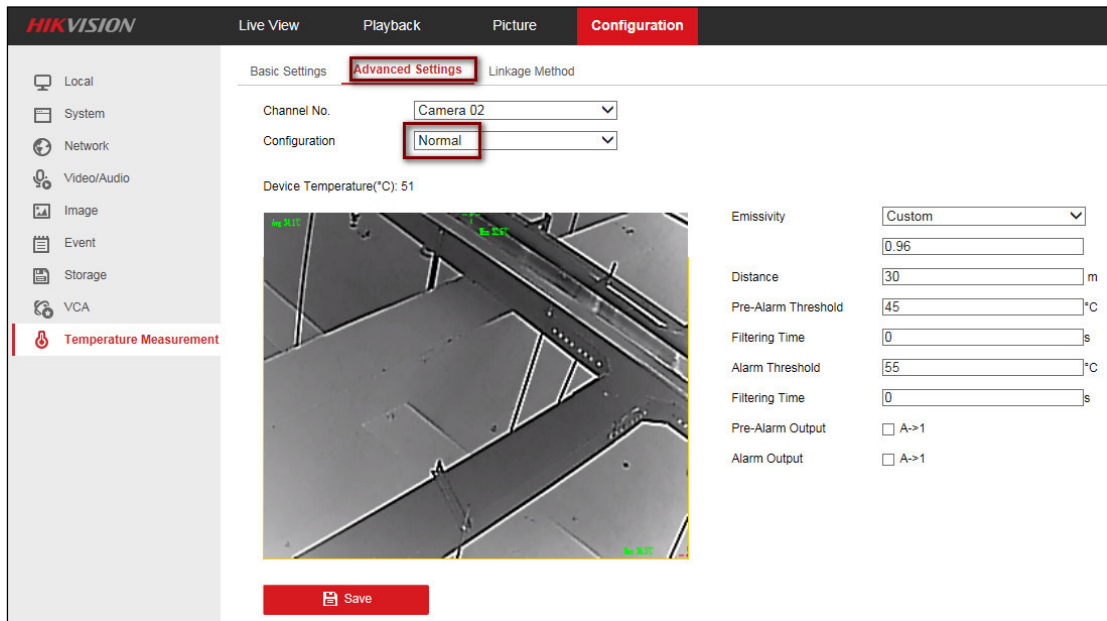 HIKVISION
Live View Playback Picture Configuration
Local
System
Network
Video/Audio
Image
Event
Storage
VCA
Temperature Measurement
Basic Settings Advanced Settings Linkage Method
Channel No. Camera 02
Configuration Normal
Device Temperature(°C): 51
Emissivity Custom
0.96
Distance 30 m
Pre-Alarm Threshold 45 °C
Filtering Time 0 s
Alarm Threshold 55 °C
Filtering Time 0 s
Pre-Alarm Output A->1
Alarm Output A->1
Save